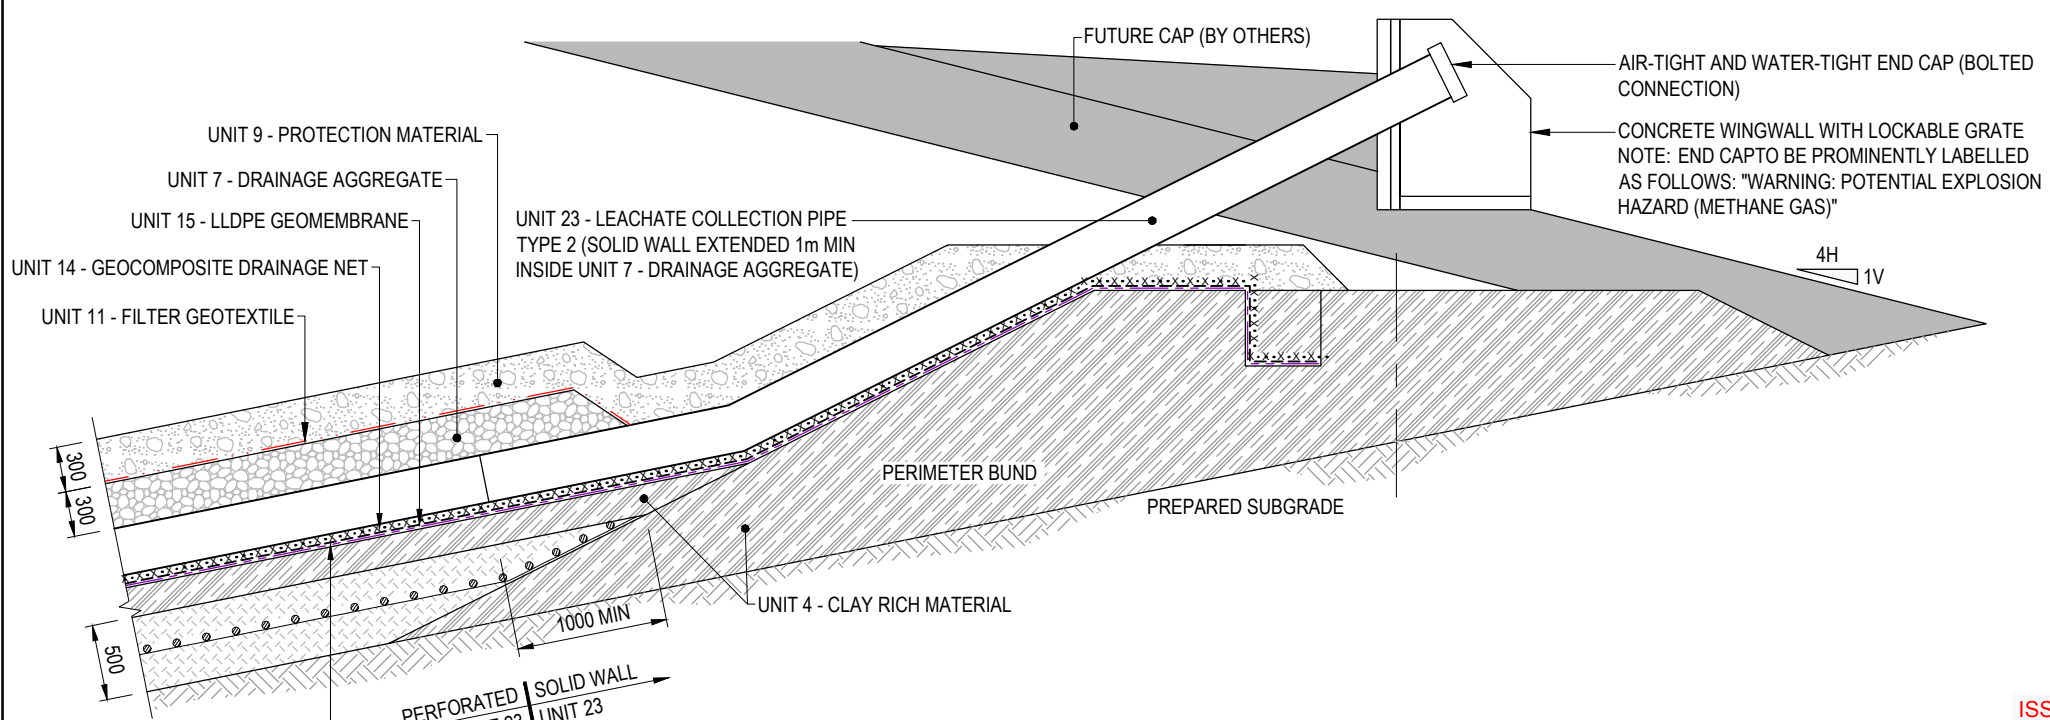 FUTURE CAP (BY OTHERS)
AIR-TIGHT AND WATER-TIGHT END CAP (BOLTED
CONNECTION)
CONCRETE WINGWALL WITH LOCKABLE GRATE
NOTE: END CAPTO BE PROMINENTLY LABELLED
AS FOLLOWS: "WARNING: POTENTIAL EXPLOSION
HAZARD (METHANE GAS)"
UNIT 9 - PROTECTION MATERIAL
UNIT 7 - DRAINAGE AGGREGATE
UNIT 15 - LLDPE GEOMEMBRANE
UNIT 14 - GEOCOMPOSITE DRAINAGE NET
UNIT 11 - FILTER GEOTEXTILE
UNIT 23 - LEACHATE COLLECTION PIPE
TYPE 2 (SOLID WALL EXTENDED 1m MIN
INSIDE UNIT 7 - DRAINAGE AGGREGATE)
4H
1V
300
300
PERIMETER BUND
PREPARED SUBGRADE
UNIT 4 - CLAY RICH MATERIAL
1000 MIN
500
PERFORATED
SOLID WALL
23
UNIT 23
ISS